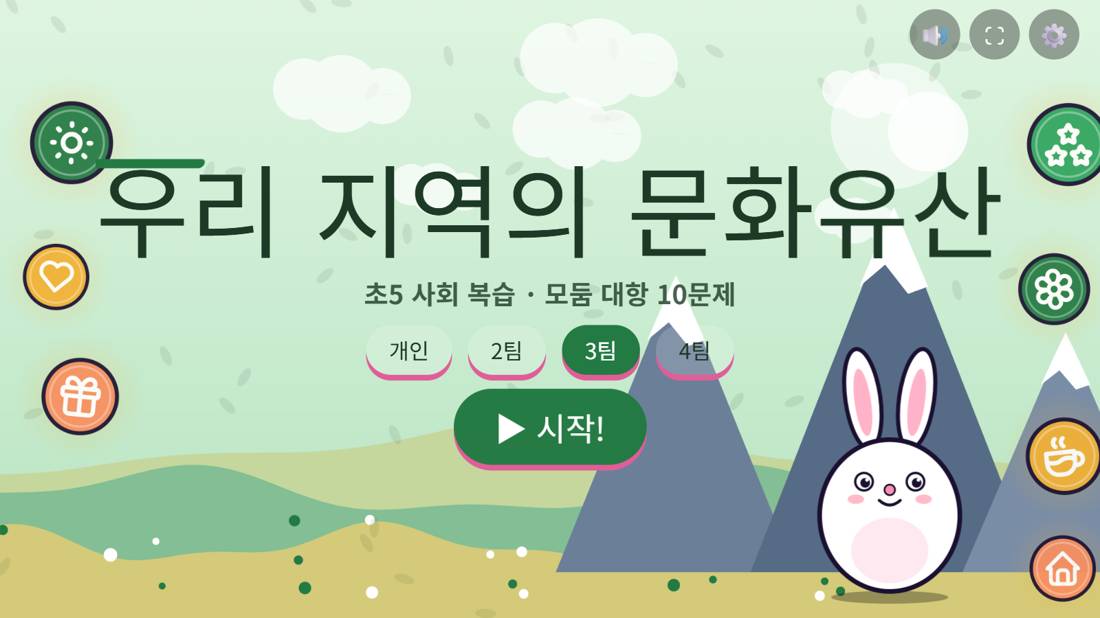 우리 지역의 문화유산
초5 사회 복습 · 모둠 대항 10문제
개인 2팀 3팀 4팀
▶ 시작!